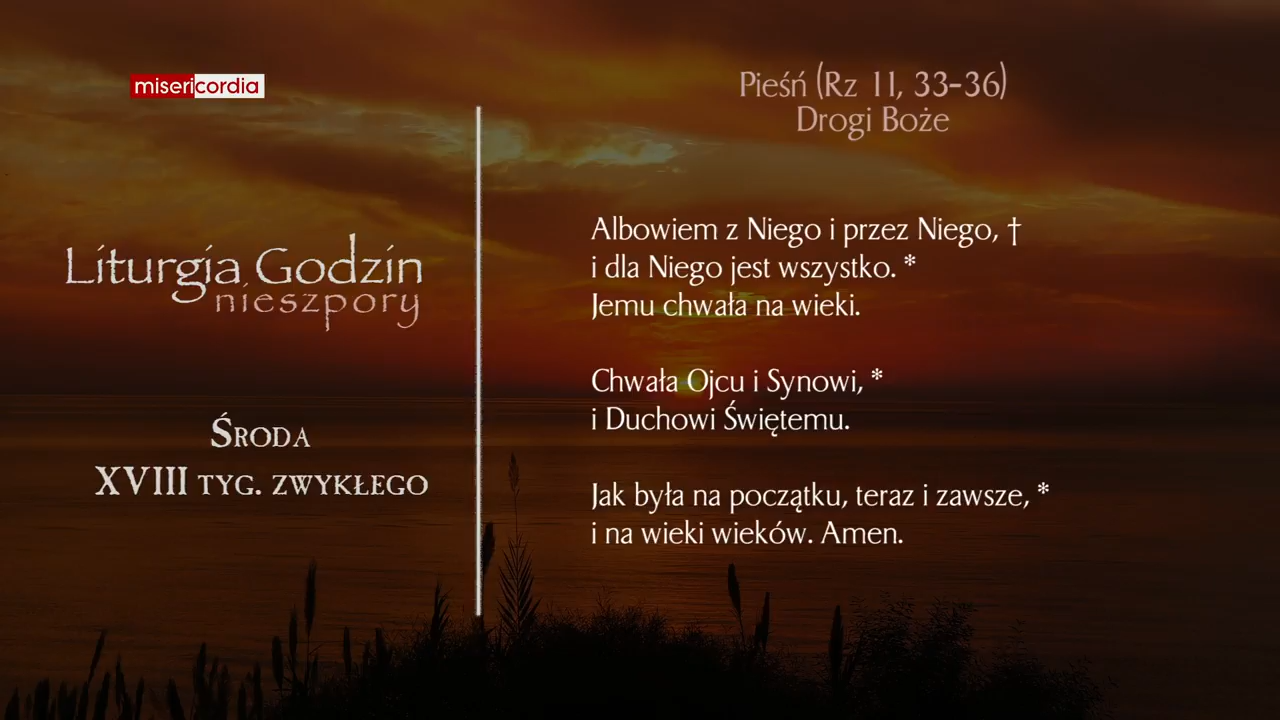 misericordia
Liturgia Godzin
nieszpory
Środa
XVIII tyg. zwykłego
Pieśń (Rz 11, 33-36)
Drogi Boże
Albowiem z Niego i przez Niego, †
i dla Niego jest wszystko. *
Jemu chwała na wieki.
Chwała Ojcu i Synowi, *
i Duchowi Świętemu.
Jak była na początku, teraz i zawsze, *
i na wieki wieków. Amen.